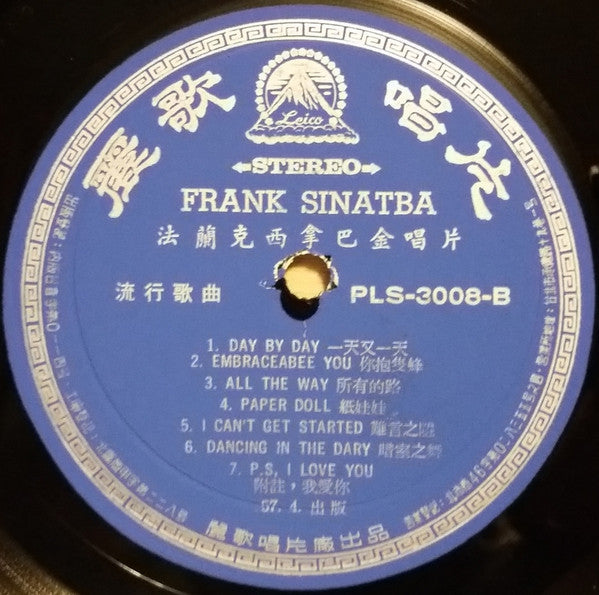 麗歌唱片
Leico
STEREO
FRANK SINATBA
法蘭克西拿巴金唱片
流行歌曲
PLS-3008-B
1. DAY BY DAY 一天又一天
2. EMBRACEABEE YOU 你抱隻蜂
3. ALL THE WAY 所有的路
4. PAPER DOLL 紙娃娃
5. I CAN'T GET STARTED 難言之隱
6. DANCING IN THE DARY 暗室之舞
7. P.S, I LOVE YOU
附註，我愛你
57. 4. 出版
麗歌唱片廠出品